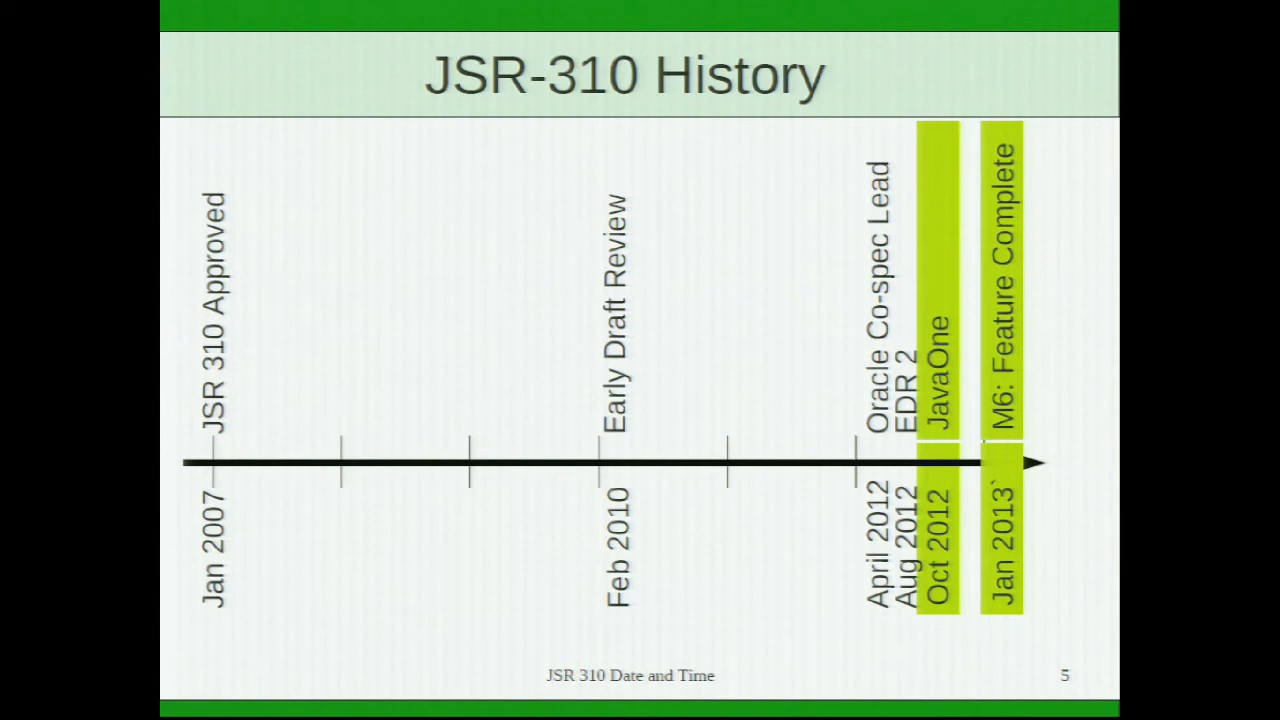 JSR-310 History
JSR 310 Approved
Early Draft Review
Oracle Co-spec Lead
EDR 2
JavaOne
M6: Feature Complete
Jan 2007
Feb 2010
April 2012
Aug 2012
Oct 2012
Jan 2013`
JSR 310 Date and Time
5